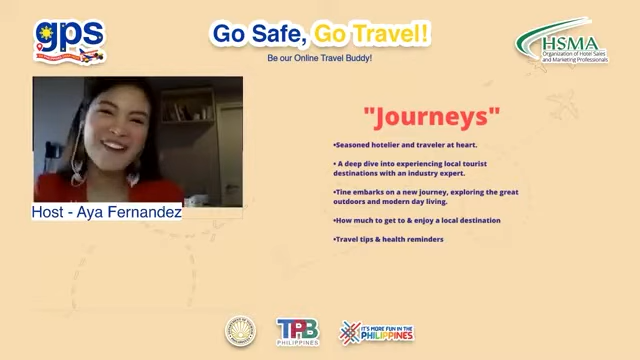 gps
Go Safe, Go Travel!
Be our Online Travel Buddy!
HSMA
Organization of Hotel Sales
and Marketing Professionals
Host - Aya Fernandez
"Journeys"
•Seasoned hotelier and traveler at heart.
• A deep dive into experiencing local tourist
destinations with an industry expert.
•Tine embarks on a new journey, exploring the great
outdoors and modern day living.
•How much to get to & enjoy a local destination
•Travel tips & health reminders
TPB
PHILIPPINES
IT'S MORE FUN IN THE
PHILIPPINES